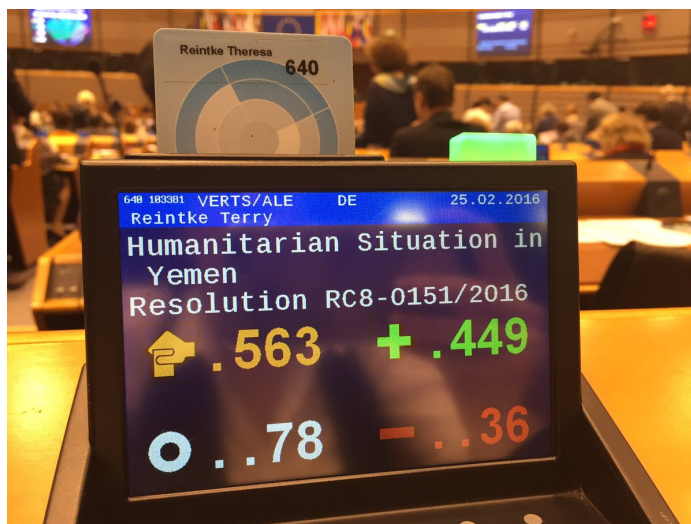 Reintke Theresa
640
640 103381 VERTS/ALE DE 25.02.2016
Reintke Terry
Humanitarian Situation in
Yemen
Resolution RC8-0151/2016
.563 + .449
..78 - ..36